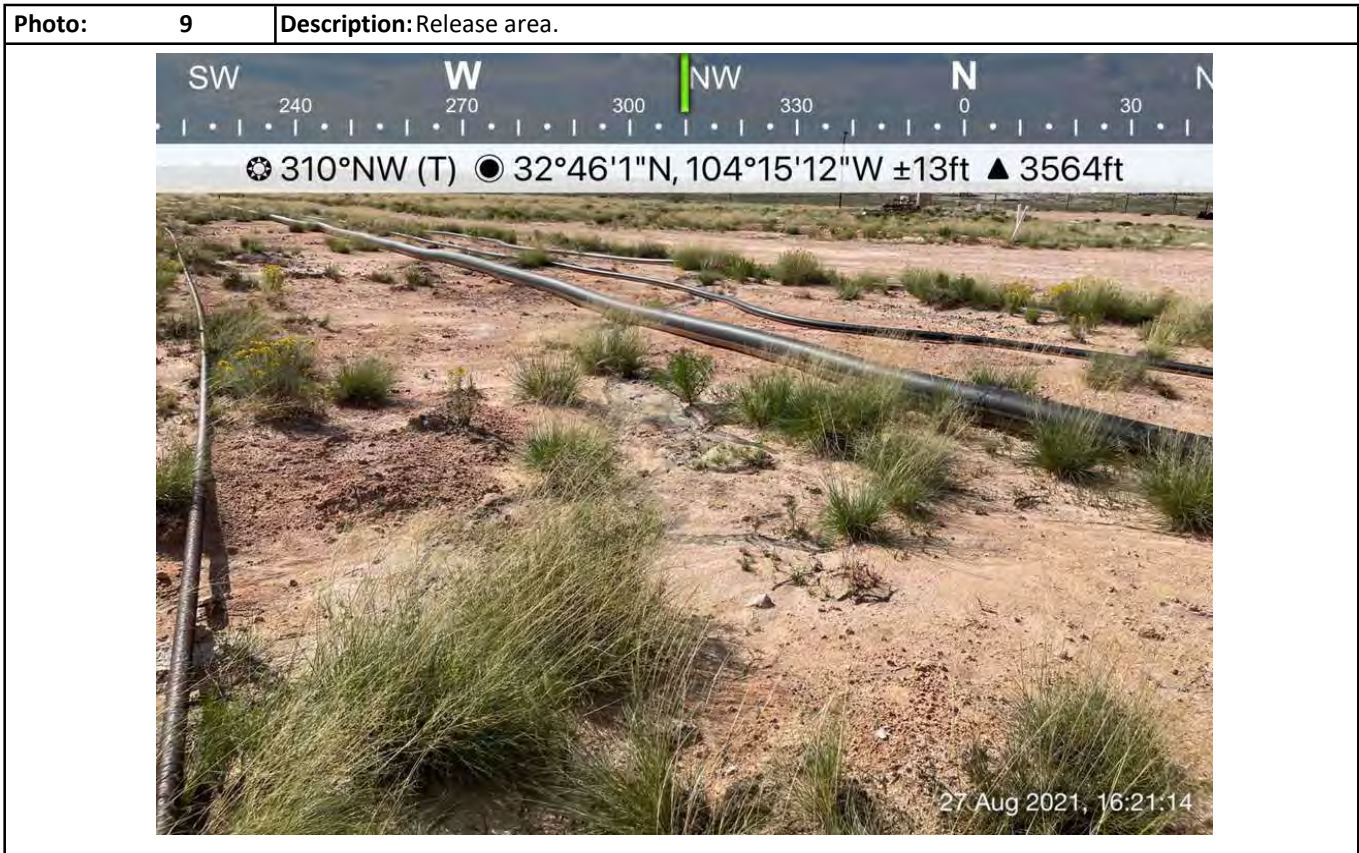 Photo: 9 Description: Release area.
SW W NW N N
240 270 300 330 0 30
310°NW (T) 32°46'1"N, 104°15'12"W ±13ft ▲ 3564ft
27 Aug 2021, 16:21:14